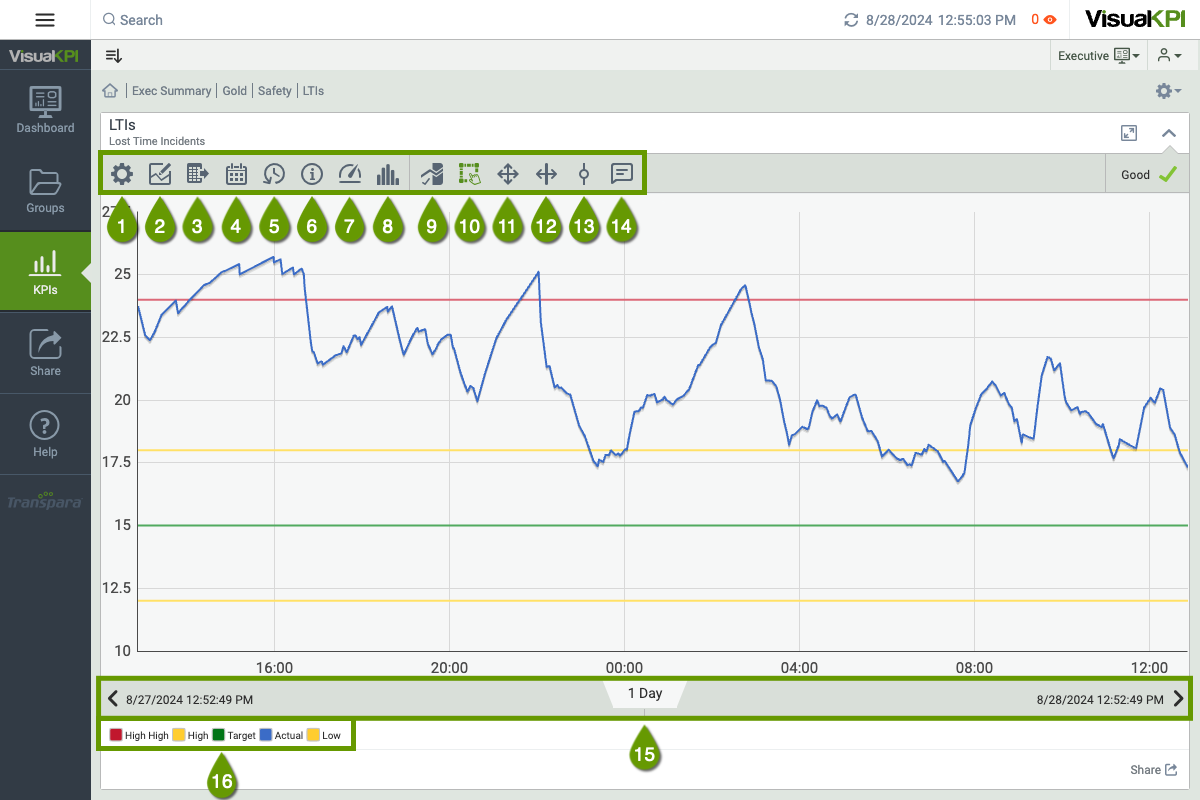 Search
8/28/2024 12:55:03 PM
0
VisualKPI
VisualKPI
Executive
Exec Summary | Gold | Safety | LTIs
Dashboard
Groups
KPIs
Share
Help
Transpara
LTIs
Lost Time Incidents
Good
1 2 3 4 5 6 7 8 9 10 11 12 13 14
27
25
22.5
20
17.5
15
12.5
10
16:00 20:00 00:00 04:00 08:00 12:00
8/27/2024 12:52:49 PM
1 Day
8/28/2024 12:52:49 PM
High High High Target Actual Low
15
16
Share